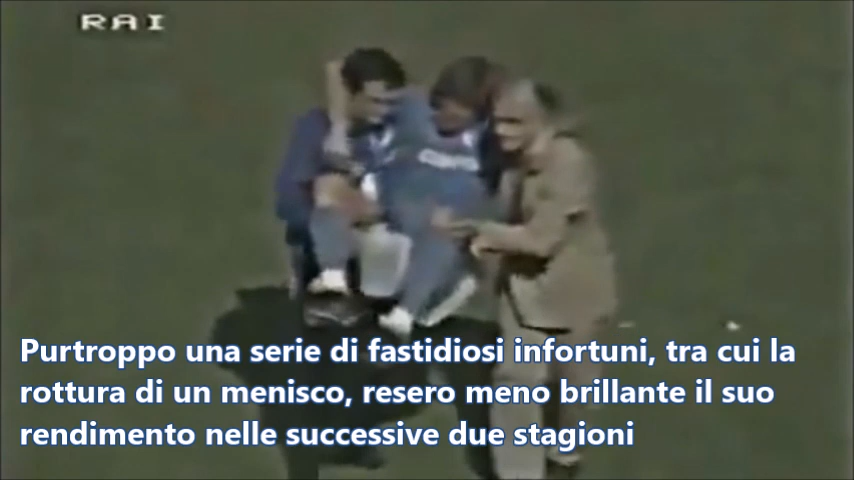 RAI
Purtroppo una serie di fastidiosi infortuni, tra cui la
rottura di un menisco, resero meno brillante il suo
rendimento nelle successive due stagioni